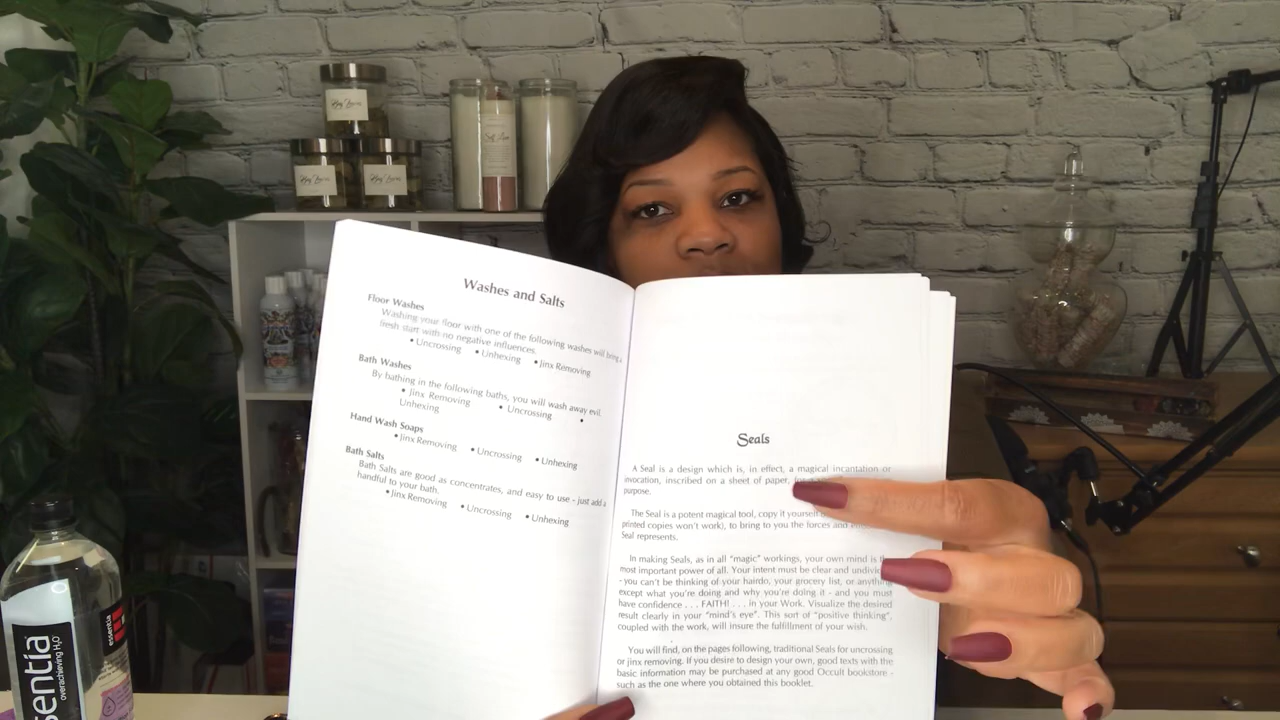 Washes and Salts
Floor Washes
Washing your floor with one of the following washes will bring a
fresh start with no negative influences.
• Uncrossing • Unhexing • Jinx Removing
Bath Washes
By bathing in the following baths, you will wash away evil.
• Jinx Removing • Uncrossing •
Unhexing
Hand Wash Soaps
• Jinx Removing • Uncrossing • Unhexing
Bath Salts
Bath Salts are good as concentrates, and easy to use - just add a
handful to your bath.
• Jinx Removing • Uncrossing • Unhexing
Seals
A Seal is a design which is, in effect, a magical incantation or
invocation, inscribed on a sheet of paper,
purpose.
The Seal is a potent magical tool, copy it yourself
printed copies won't work), to bring to you the forces and
Seal represents.
In making Seals, as in all "magic" workings, your own mind is the
most important power of all. Your intent must be clear and
- you can't be thinking of your hairdo, your grocery list, or anything
except what you're doing and why you're doing it - and you must
have confidence . . . FAITH! . . . in your Work. Visualize the desired
result clearly in your "mind's eye". This sort of "positive thinking",
coupled with the work, will insure the fulfillment of your wish.
You will find, on the pages following, traditional Seals for uncrossing
or jinx removing. If you desire to design your own, good texts with the
basic information may be purchased at any good Occult bookstore -
such as the one where you obtained this booklet.
sentia
overachieving H₂O
essentia
Self Love